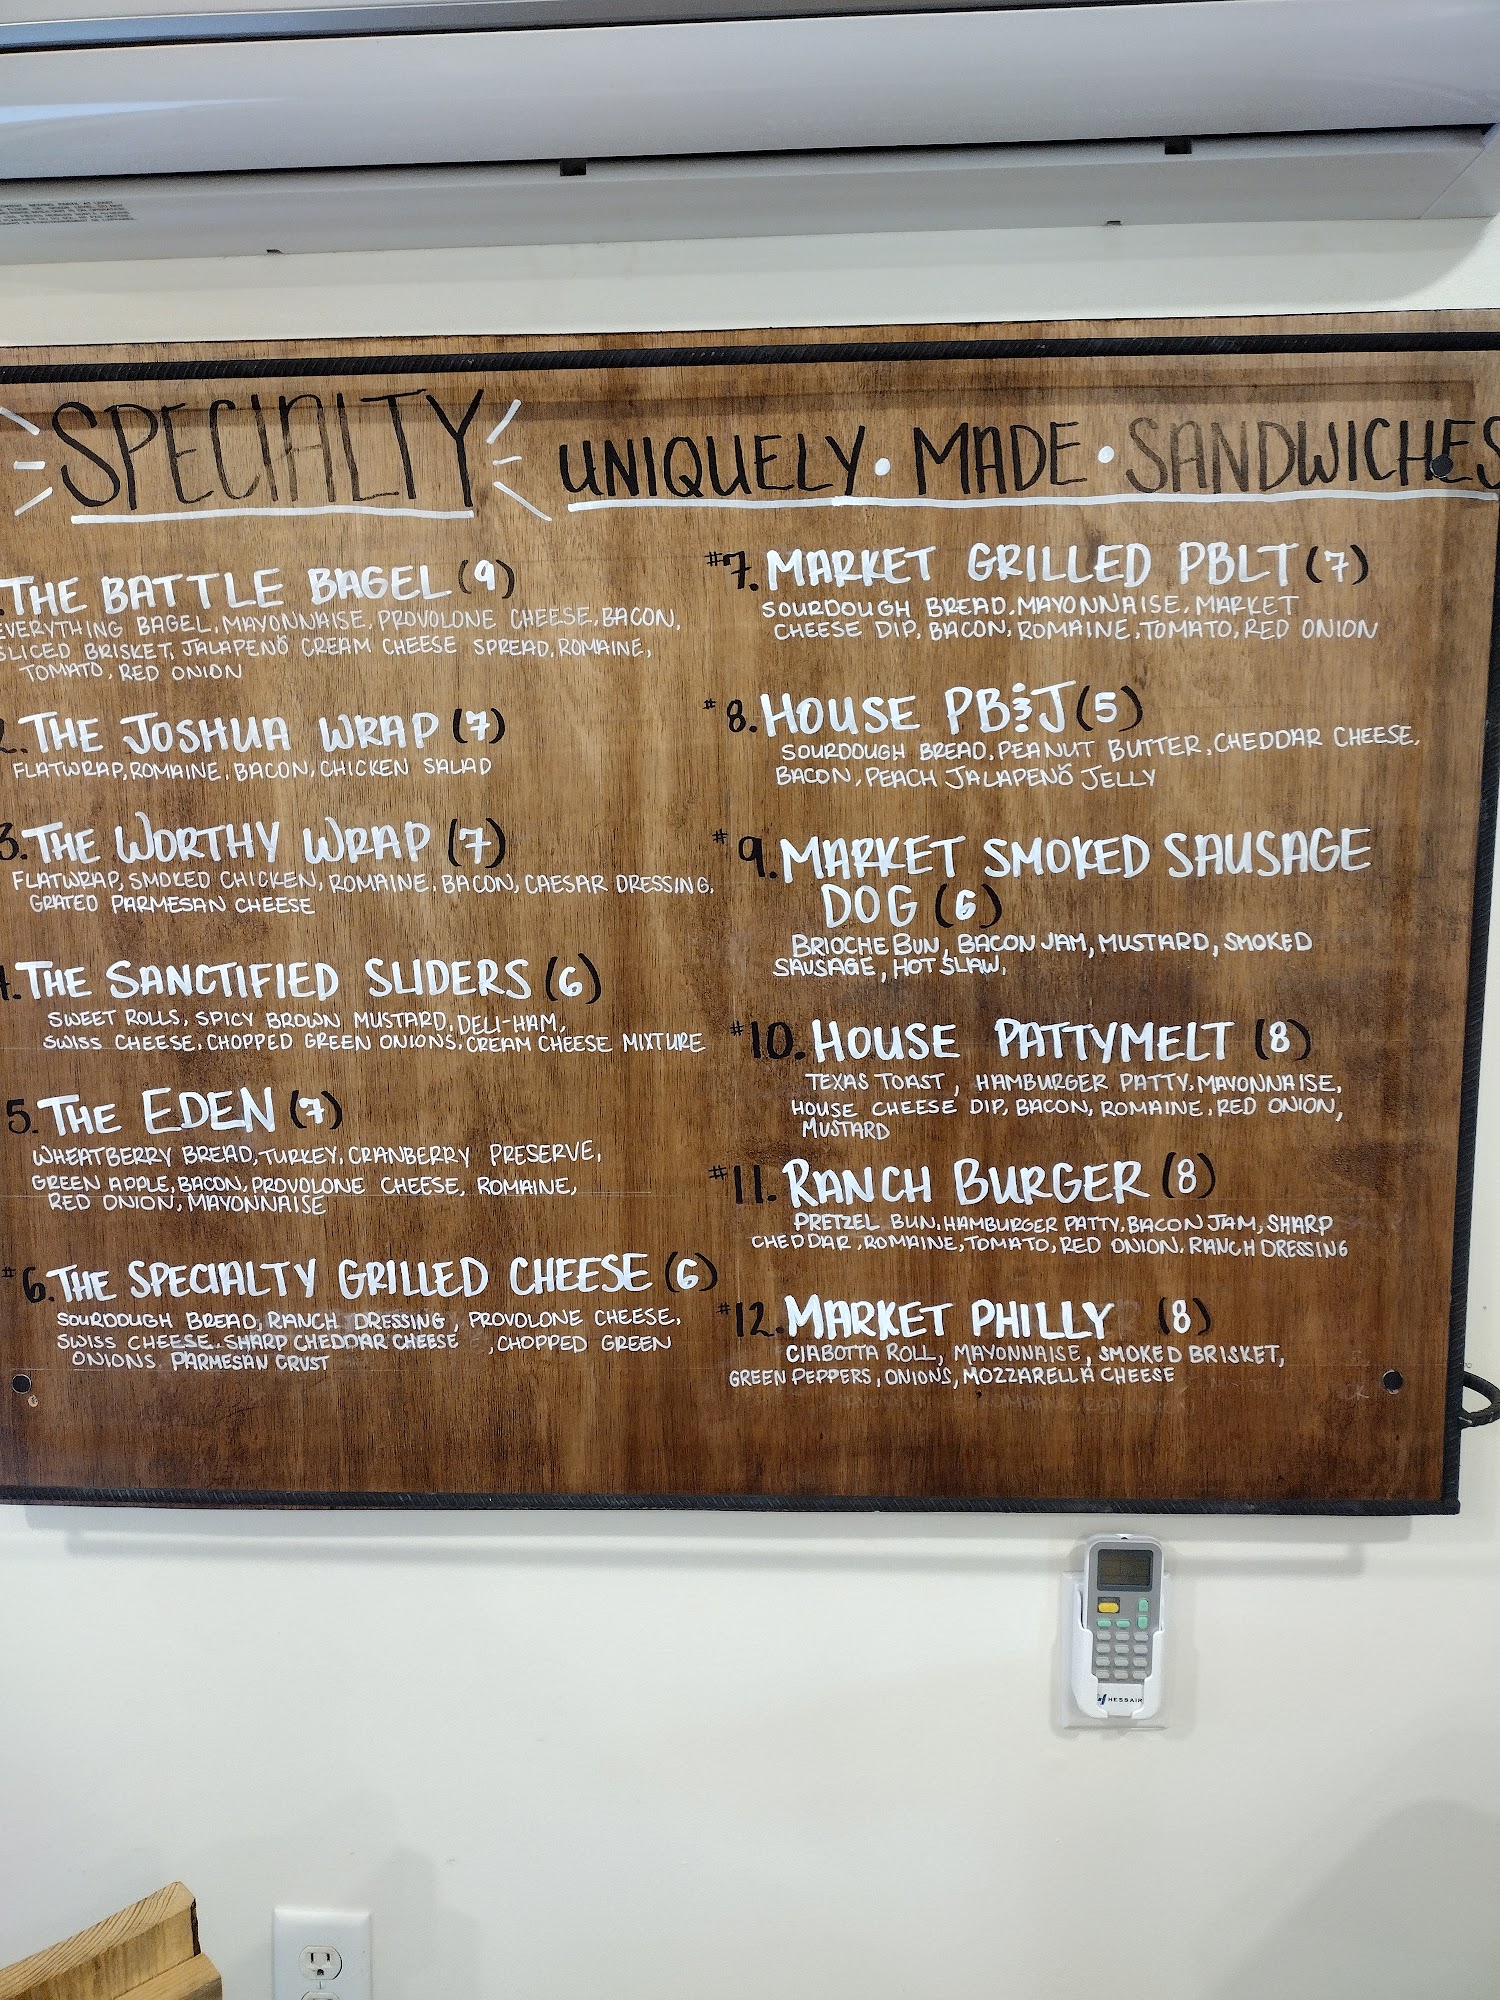 SPECIALTY UNIQUELY • MADE • SANDWICHES
THE BATTLE BAGEL (9)
EVERYTHING BAGEL, MAYONNAISE, PROVOLONE CHEESE, BACON,
SLICED BRISKET, JALAPENŎ CREAM CHEESE SPREAD, ROMAINE,
TOMATO, RED ONION
2. THE JOSHUA WRAP (7)
FLATWRAP, ROMAINE, BACON, CHICKEN SALAD
3. THE WORTHY WRAP (7)
FLATWRAP, SMOKED CHICKEN, ROMAINE, BACON, CAESAR DRESSING,
GRATED PARMESAN CHEESE
4. THE SANCTIFIED SLIDERS (6)
SWEET ROLLS, SPICY BROWN MUSTARD, DELI-HAM,
SWISS CHEESE, CHOPPED GREEN ONIONS, CREAM CHEESE MIXTURE
5. THE EDEN (7)
WHEATBERRY BREAD, TURKEY, CRANBERRY PRESERVE,
GREEN APPLE, BACON, PROVOLONE CHEESE, ROMAINE,
RED ONION, MAYONNAISE
#6. THE SPECIALTY GRILLED CHEESE (6)
SOURDOUGH BREAD, RANCH DRESSING, PROVOLONE CHEESE,
SWISS CHEESE, SHARP CHEDDAR CHEESE , CHOPPED GREEN
ONIONS, PARMESAN CRUST
#7. MARKET GRILLED PBLT (7)
SOURDOUGH BREAD, MAYONNAISE, MARKET
CHEESE DIP, BACON, ROMAINE, TOMATO, RED ONION
#8. HOUSE PB&J (5)
SOURDOUGH BREAD, PEANUT BUTTER, CHEDDAR CHEESE,
BACON, PEACH JALAPENŎ JELLY
#9. MARKET SMOKED SAUSAGE
DOG (6)
BRIOCHE BUN, BACON JAM, MUSTARD, SMOKED
SAUSAGE, HOT SLAW,
#10. HOUSE PATTYMELT (8)
TEXAS TOAST, HAMBURGER PATTY, MAYONNAISE,
HOUSE CHEESE DIP, BACON, ROMAINE, RED ONION,
MUSTARD
#11. RANCH BURGER (8)
PRETZEL BUN, HAMBURGER PATTY, BACON JAM, SHARP
CHEDDAR, ROMAINE, TOMATO, RED ONION, RANCH DRESSING
#12. MARKET PHILLY (8)
CIABOTTA ROLL, MAYONNAISE, SMOKED BRISKET,
GREEN PEPPERS, ONIONS, MOZZARELLA CHEESE
HESSAIR